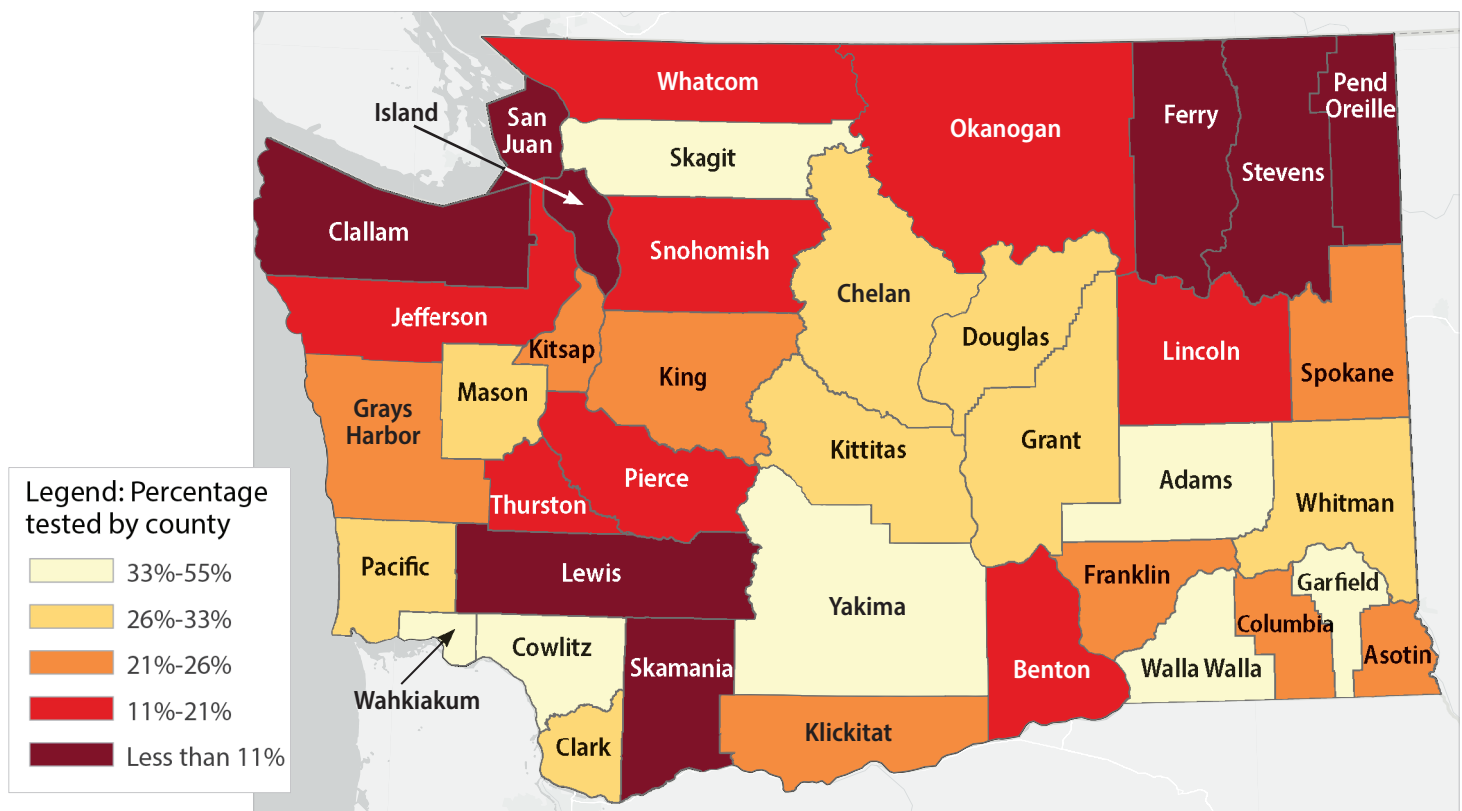 Whatcom
Island
San
Juan
Skagit
Okanogan
Ferry
Pend
Oreille
Stevens
Clallam
Snohomish
Chelan
Jefferson
Kitsap
Douglas
Lincoln
King
Spokane
Mason
Grays
Harbor
Kittitas
Grant
Pierce
Adams
Thurston
Whitman
Legend: Percentage
tested by county
33%-55%
26%-33%
21%-26%
11%-21%
Less than 11%
Pacific
Lewis
Yakima
Franklin
Garfield
Columbia
Cowlitz
Skamania
Benton
Walla Walla
Asotin
Wahkiakum
Clark
Klickitat